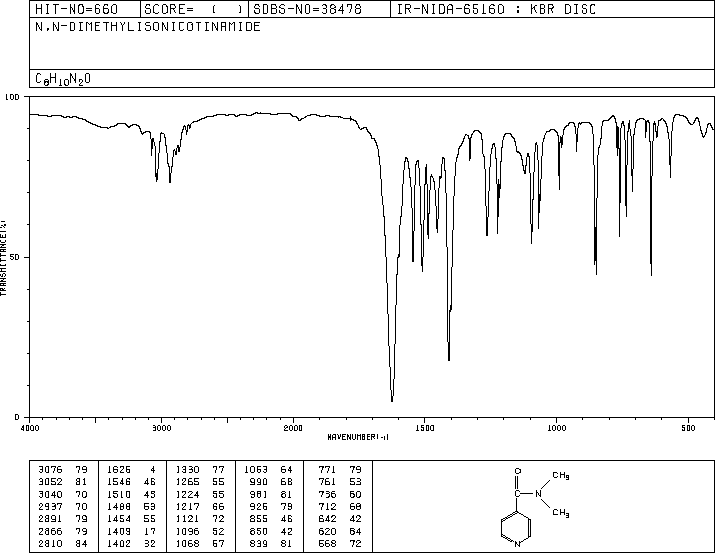 HIT-NO=660 SCORE= ( ) SDBS-NO=38478 IR-NIDA-65160 : KBR DISC
N,N-DIMETHYLISONICOTINAMIDE
C8H10N2O
100
50
0
TRANSMITTANCE(%)
4000 3000 2000 1500 1000 500
WAVENUMBER(-1)
3076 79 1626 4 1330 77 1063 64 771 79
3052 81 1546 46 1265 55 990 68 761 53
3040 70 1510 45 1224 55 981 81 736 60
2937 70 1488 53 1217 66 926 79 712 68
2891 79 1454 55 1121 72 855 46 642 42
2866 79 1409 17 1096 52 850 42 620 84
2810 84 1402 32 1068 57 839 81 568 72
O
CH3
C N
CH3
N